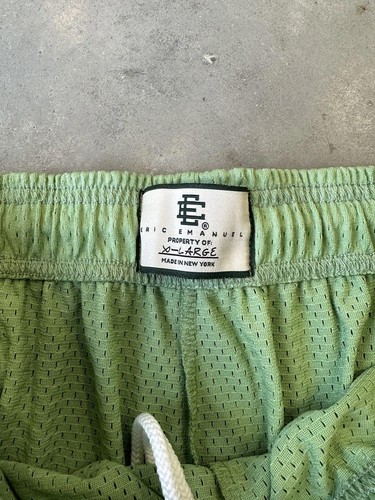 EE®
ERIC EMANUEL
PROPERTY OF:
X-LARGE
MADE IN NEW YORK